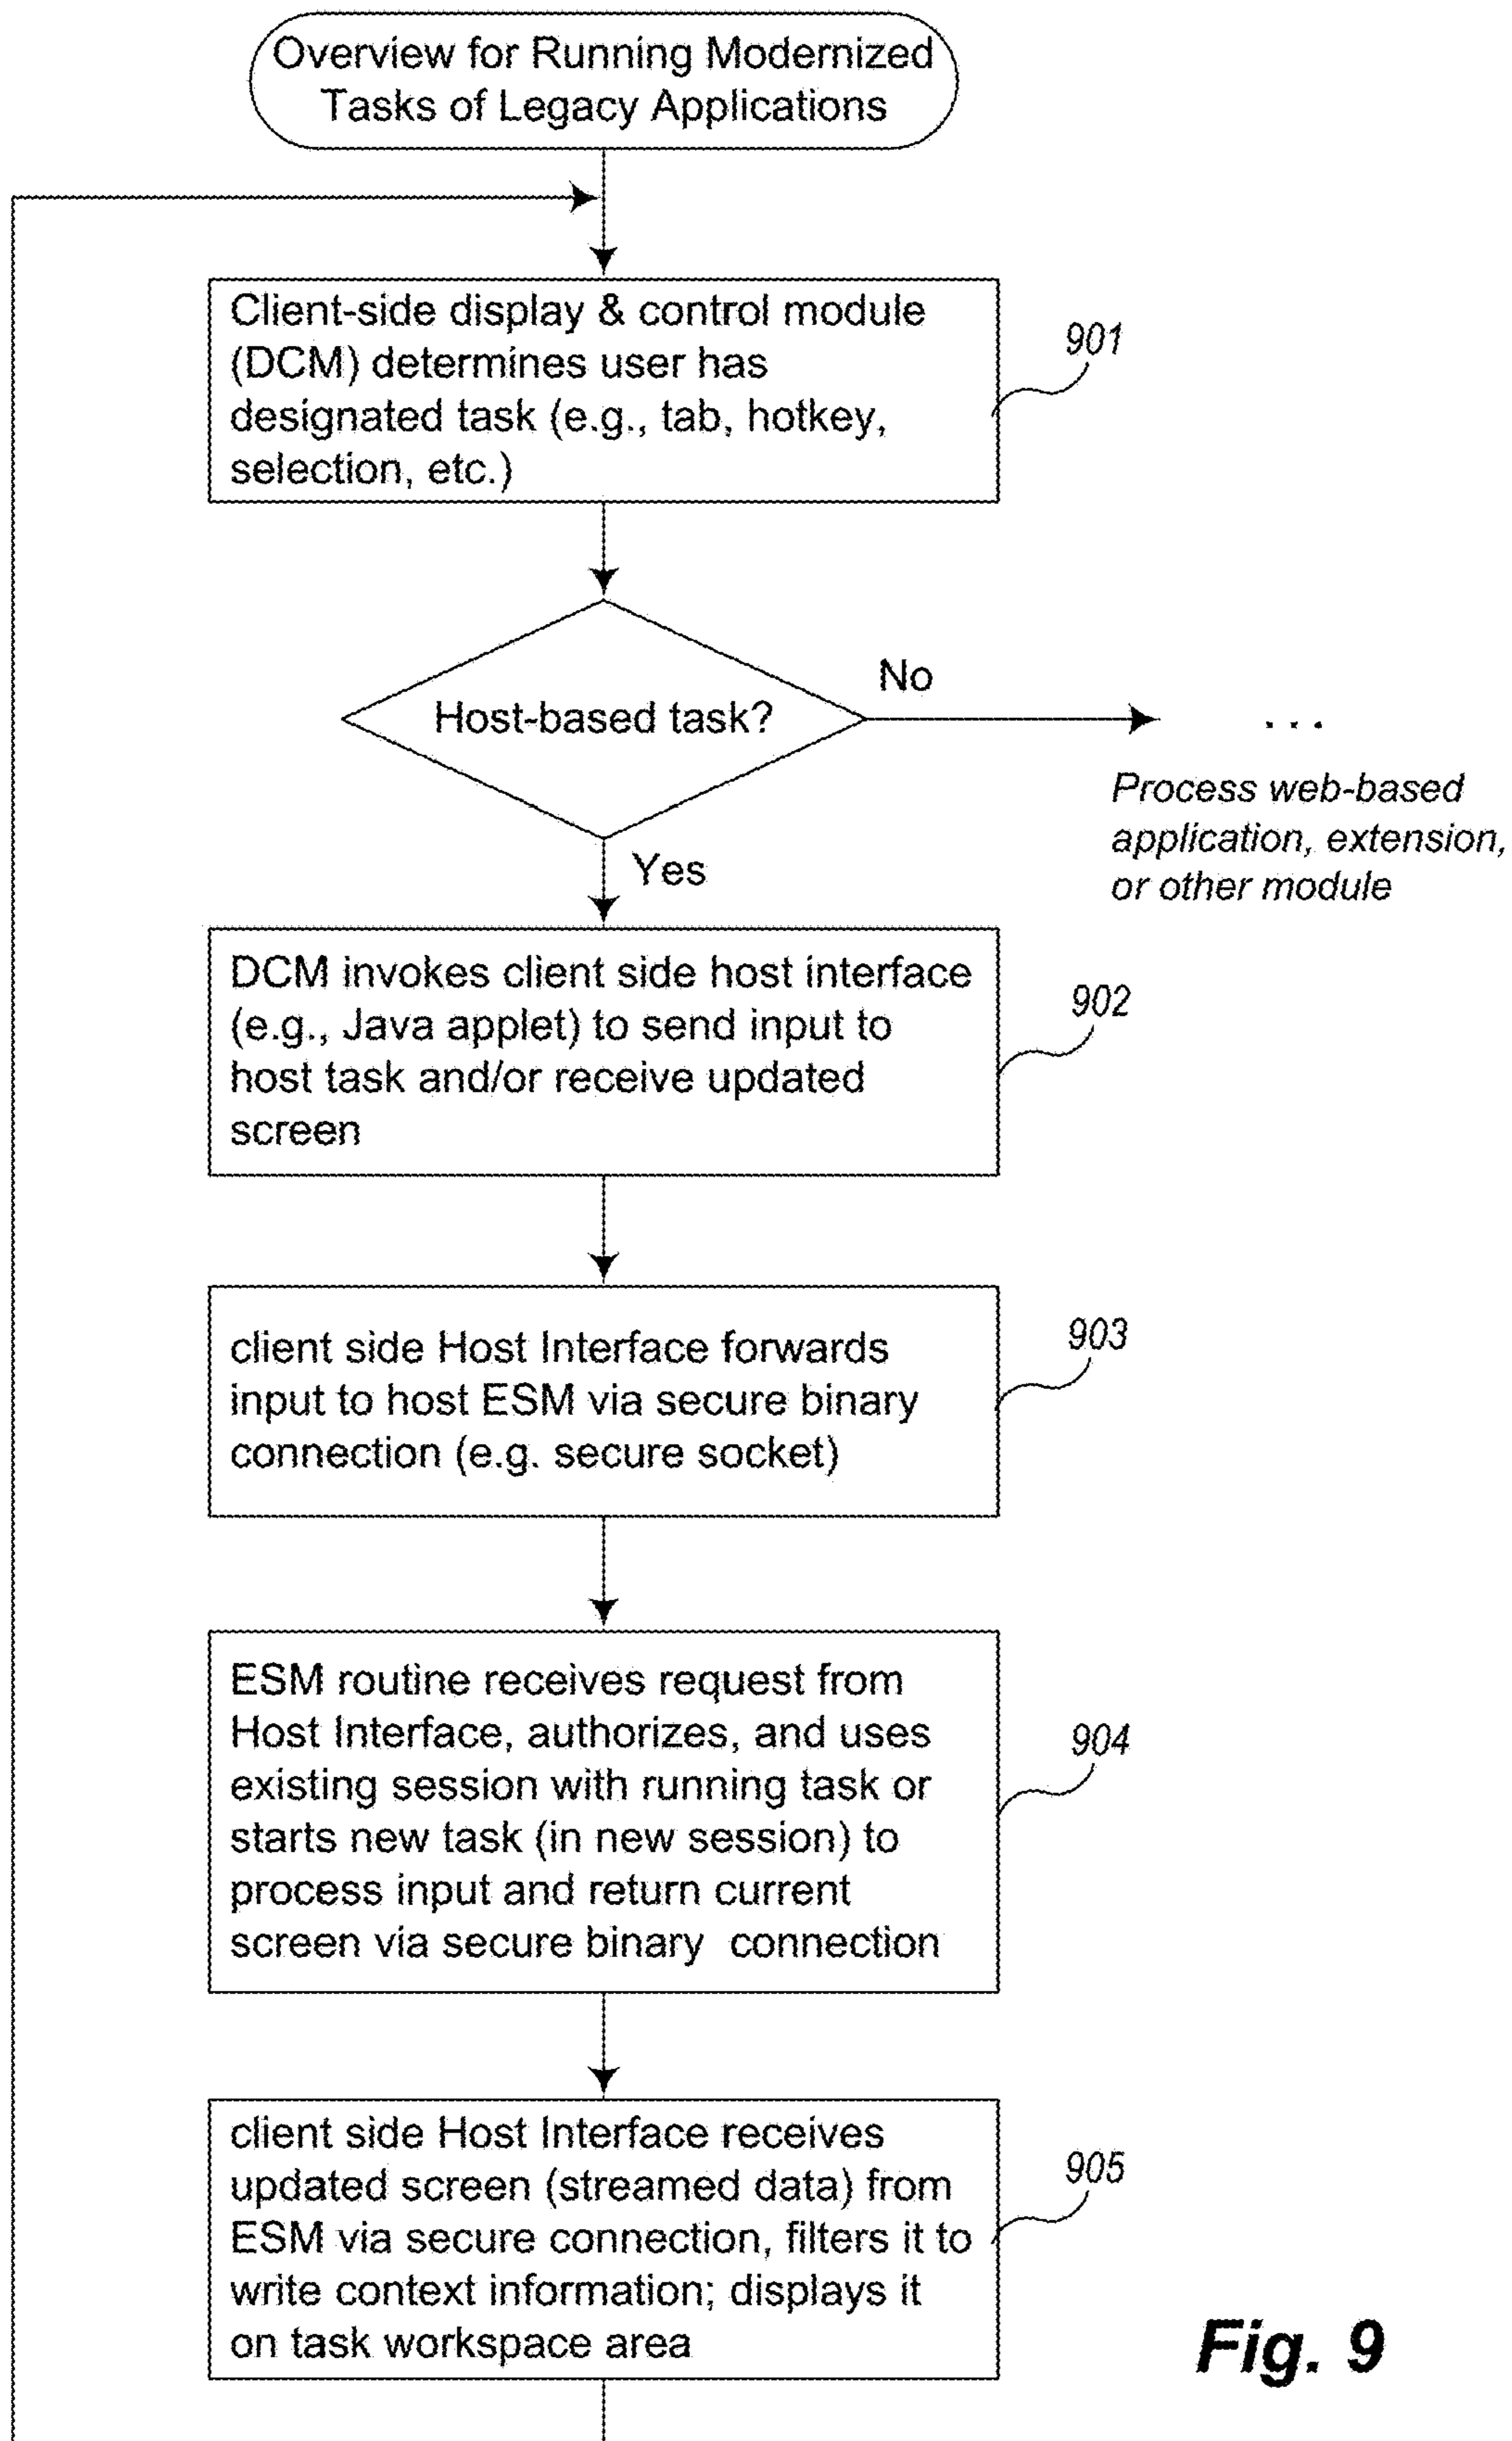 Overview for Running Modernized
Tasks of Legacy Applications
Client-side display & control module
(DCM) determines user has
designated task (e.g., tab, hotkey,
selection, etc.)
901
Host-based task?
No
. . .
Process web-based
application, extension,
or other module
Yes
DCM invokes client side host interface
(e.g., Java applet) to send input to
host task and/or receive updated
screen
902
client side Host Interface forwards
input to host ESM via secure binary
connection (e.g. secure socket)
903
ESM routine receives request from
Host Interface, authorizes, and uses
existing session with running task or
starts new task (in new session) to
process input and return current
screen via secure binary  connection
904
client side Host Interface receives
updated screen (streamed data) from
ESM via secure connection, filters it to
write context information; displays it
on task workspace area
905
Fig. 9